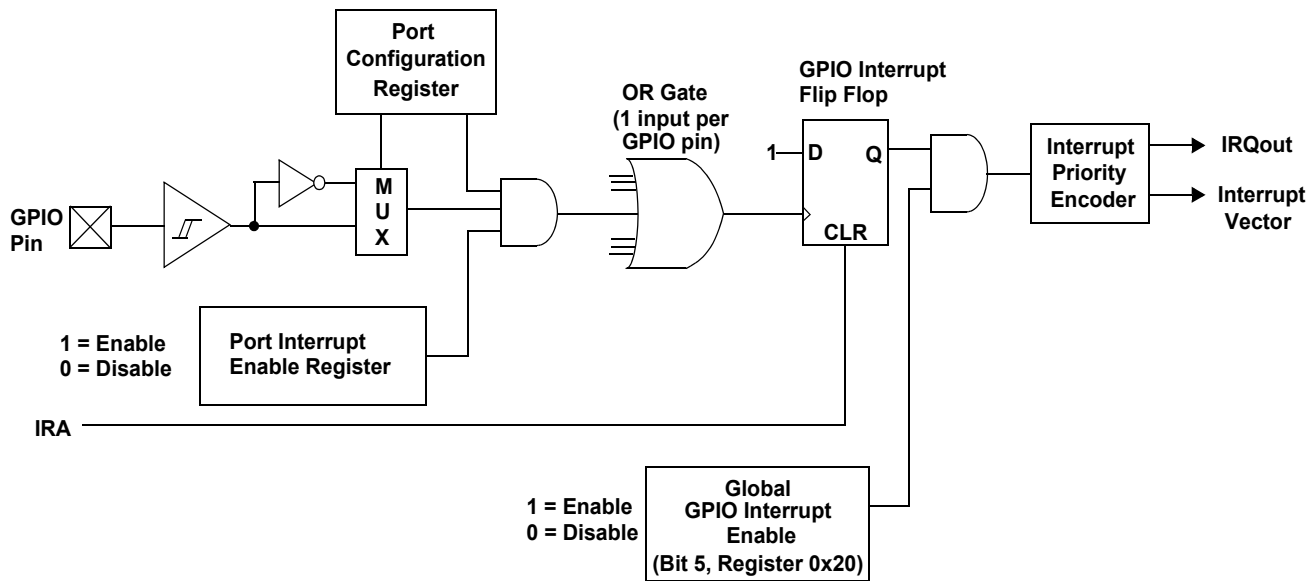 Port
Configuration
Register
GPIO Interrupt
Flip Flop
OR Gate
(1 input per
GPIO pin)
1
D
Q
CLR
Interrupt
Priority
Encoder
IRQout
Interrupt
Vector
M
U
X
GPIO
Pin
1 = Enable
0 = Disable
Port Interrupt
Enable Register
IRA
1 = Enable
0 = Disable
Global
GPIO Interrupt
Enable
(Bit 5, Register 0x20)